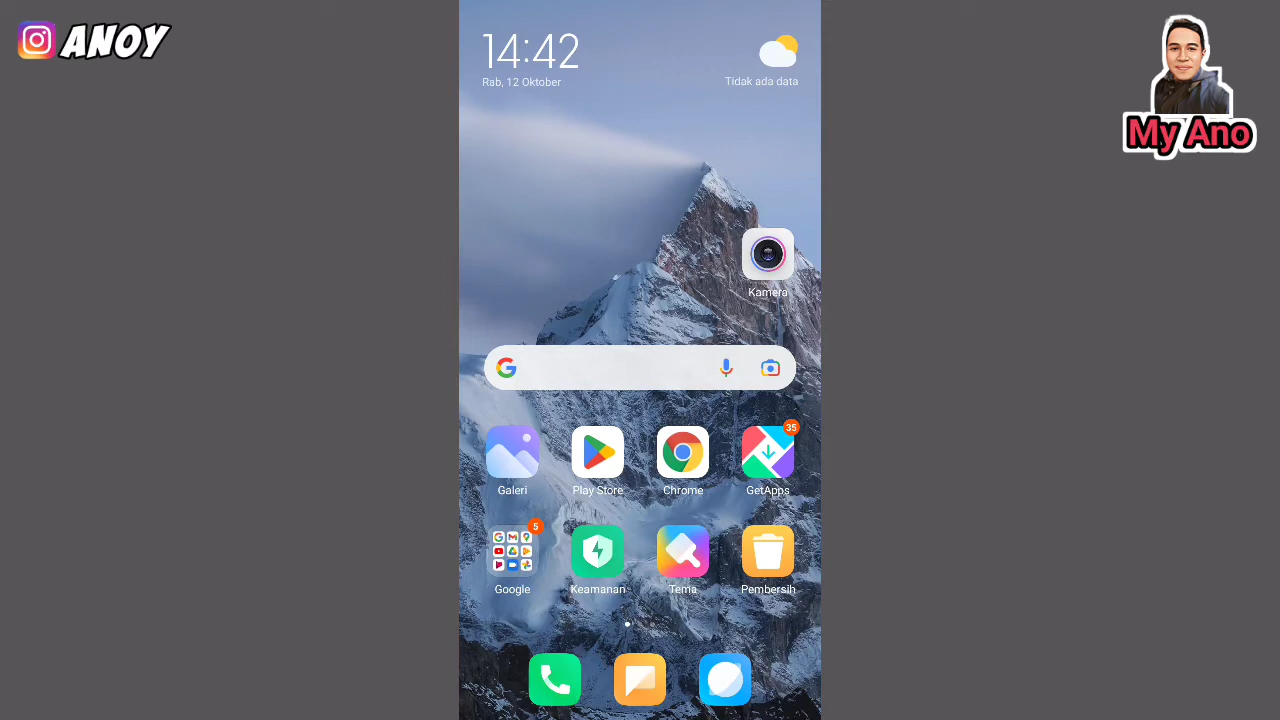 ANOY
My Ano
14:42
Rab, 12 Oktober
Tidak ada data
Kamera
Galeri
Play Store
Chrome
35
GetApps
5
Google
Keamanan
Tema
Pembersih